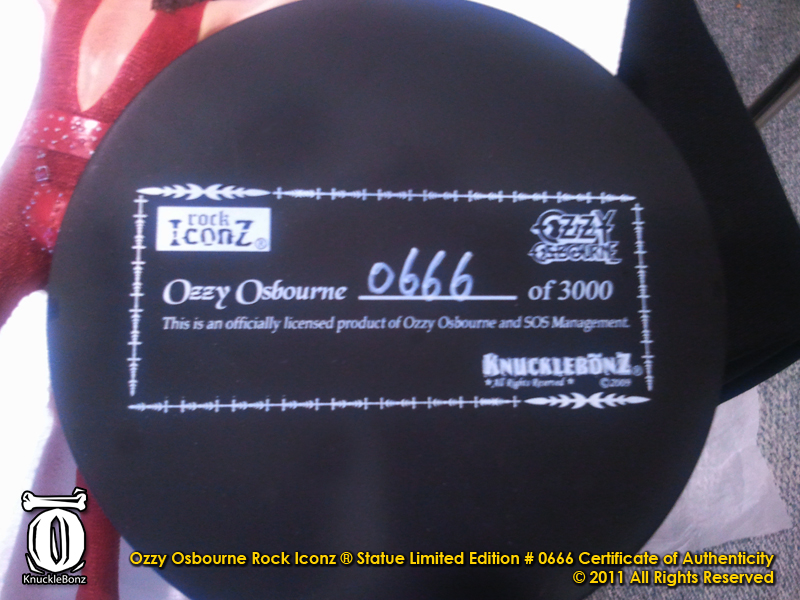 rock
IconZ®
Ozzy
Osbourne
Ozzy Osbourne 0666 of 3000
This is an officially licensed product of Ozzy Osbourne and SOS Management.
KnuckleBonZ®
* All Rights Reserved * ©2009
KnuckleBonz
Ozzy Osbourne Rock Iconz ® Statue Limited Edition # 0666 Certificate of Authenticity
© 2011 All Rights Reserved